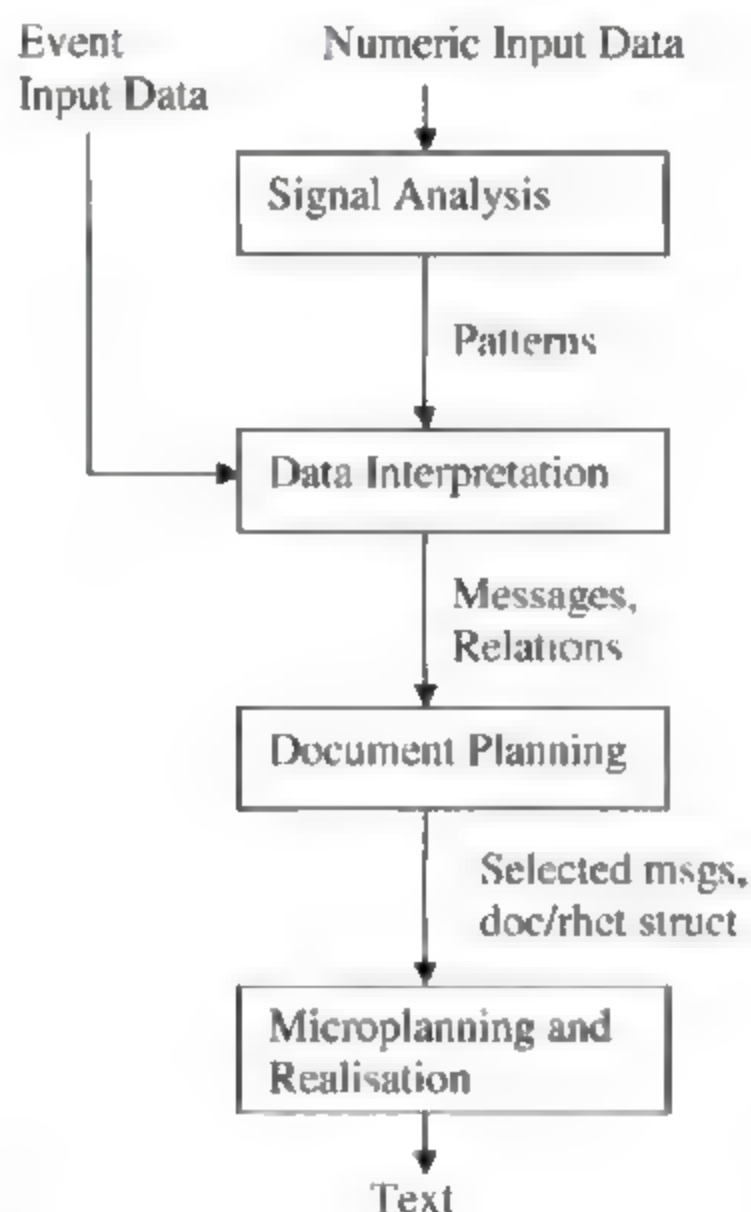 Event
Input Data
Numeric Input Data
Signal Analysis
Patterns
Data Interpretation
Messages,
Relations
Document Planning
Selected msgs,
doc/rhet struct
Microplanning and
Realisation
Text